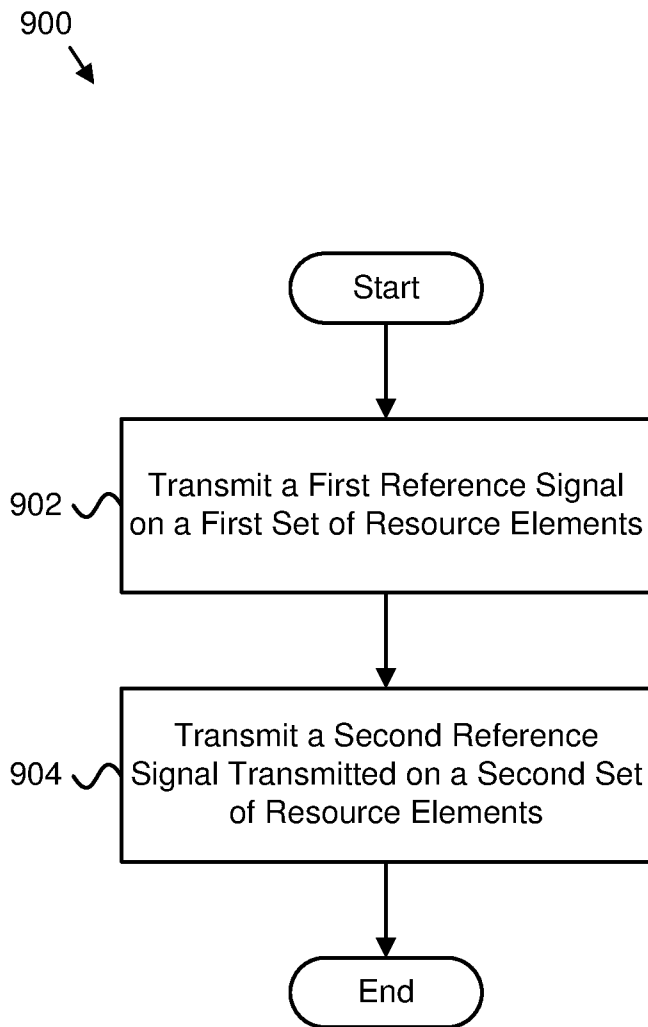 900
Start
902
Transmit a First Reference Signal
on a First Set of Resource Elements
904
Transmit a Second Reference
Signal Transmitted on a Second Set
of Resource Elements
End